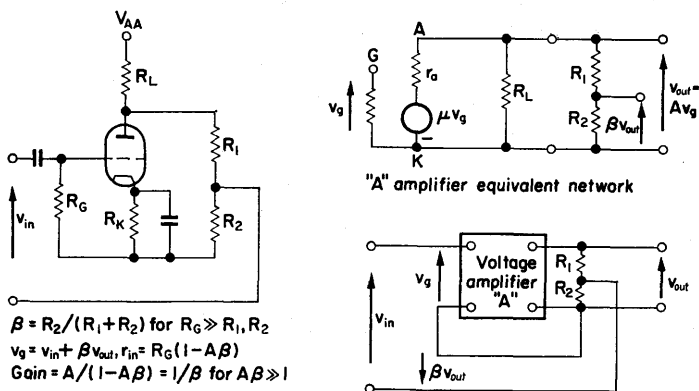 V_AA
R_L
R_1
R_G
R_K
R_2
v_in
β = R_2/(R_1+R_2) for R_G ≫ R_1, R_2
v_g = v_in + βv_out, r_in = R_G(1-Aβ)
Gain = A/(1-Aβ) = 1/β for Aβ ≫ 1
A
G
r_a
R_L
R_1
v_out =
Av_g
v_g
μv_g
R_2
βv_out
−
K
"A" amplifier equivalent network
Voltage
amplifier
"A"
R_1
R_2
v_g
v_out
v_in
βv_out